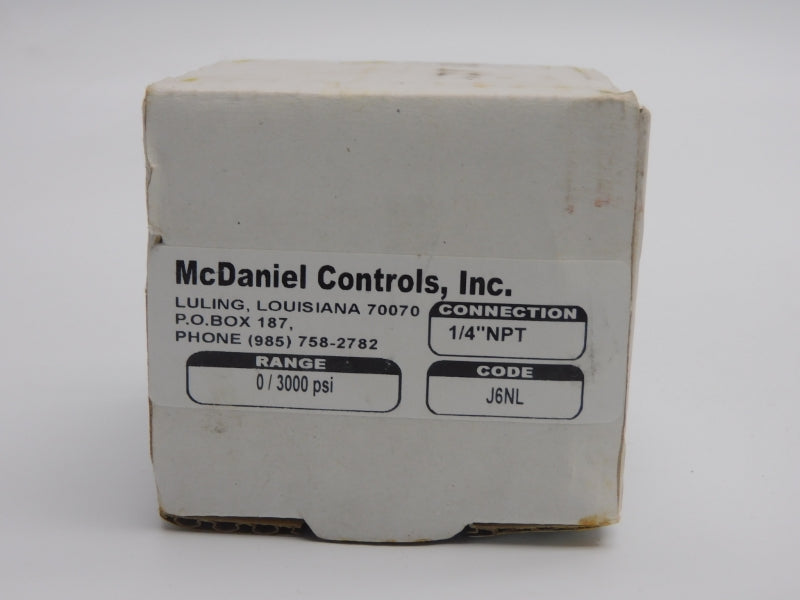 McDaniel Controls, Inc.
LULING, LOUISIANA 70070
P.O.BOX 187,
PHONE (985) 758-2782
CONNECTION
1/4"NPT
RANGE
0 / 3000 psi
CODE
J6NL